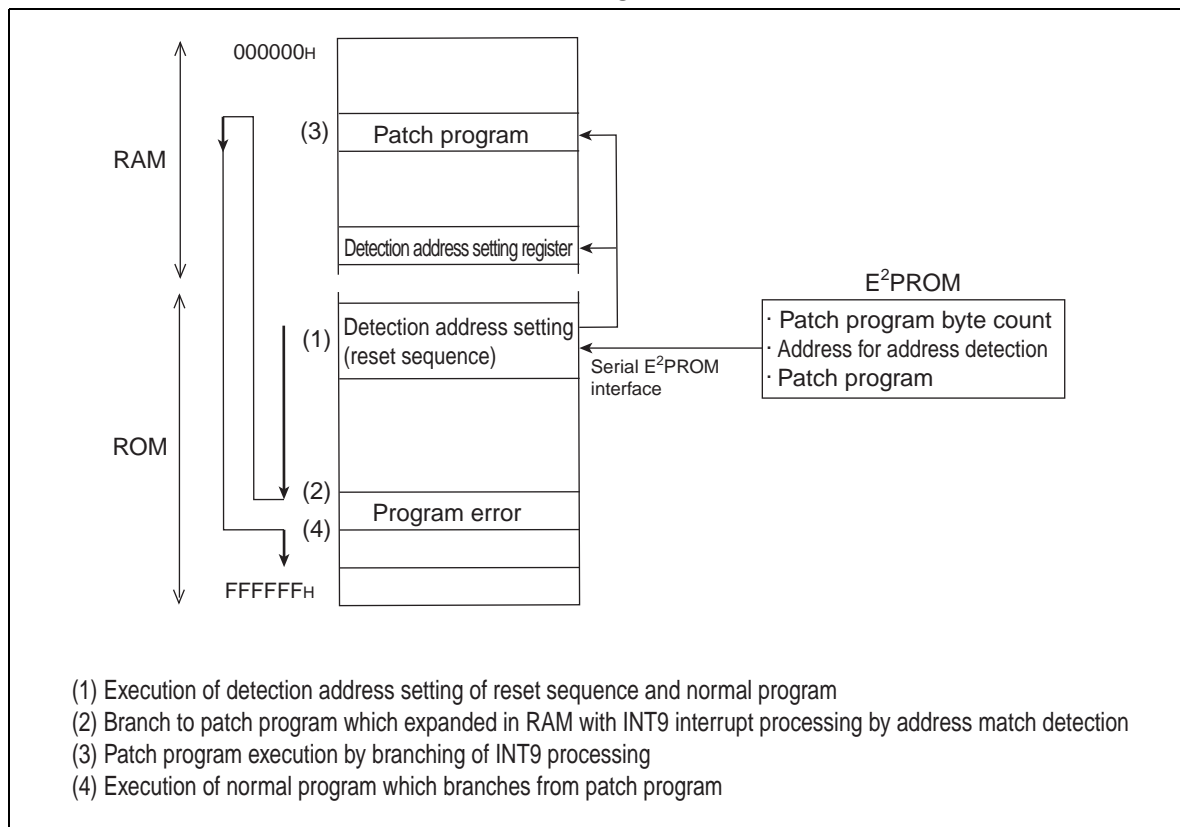 000000H
(3) Patch program
RAM
Detection address setting register
E²PROM
· Patch program byte count
· Address for address detection
· Patch program
(1) Detection address setting
(reset sequence)
Serial E²PROM
interface
ROM
(2)
Program error
(4)
FFFFFFH
(1) Execution of detection address setting of reset sequence and normal program
(2) Branch to patch program which expanded in RAM with INT9 interrupt processing by address match detection
(3) Patch program execution by branching of INT9 processing
(4) Execution of normal program which branches from patch program